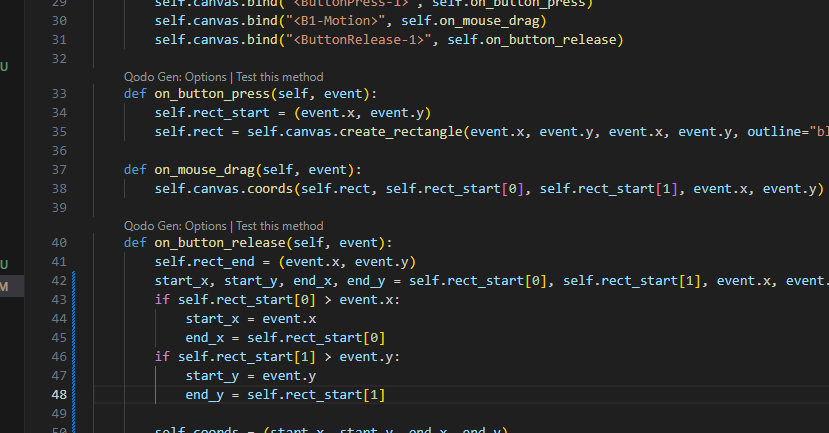 29 self.canvas.bind("<ButtonPress-1>", self.on_button_press)
30 self.canvas.bind("<B1-Motion>", self.on_mouse_drag)
31 self.canvas.bind("<ButtonRelease-1>", self.on_button_release)
32
U
Qodo Gen: Options | Test this method
33 def on_button_press(self, event):
34 self.rect_start = (event.x, event.y)
35 self.rect = self.canvas.create_rectangle(event.x, event.y, event.x, event.y, outline="bl
36
37 def on_mouse_drag(self, event):
38 self.canvas.coords(self.rect, self.rect_start[0], self.rect_start[1], event.x, event.y)
39
Qodo Gen: Options | Test this method
40 def on_button_release(self, event):
41 self.rect_end = (event.x, event.y)
U
42 start_x, start_y, end_x, end_y = self.rect_start[0], self.rect_start[1], event.x, event.
M
43 if self.rect_start[0] > event.x:
44 start_x = event.x
45 end_x = self.rect_start[0]
46 if self.rect_start[1] > event.y:
47 start_y = event.y
48 end_y = self.rect_start[1]
49
50 self.coords = (start_x, start_y, end_x, end_y)